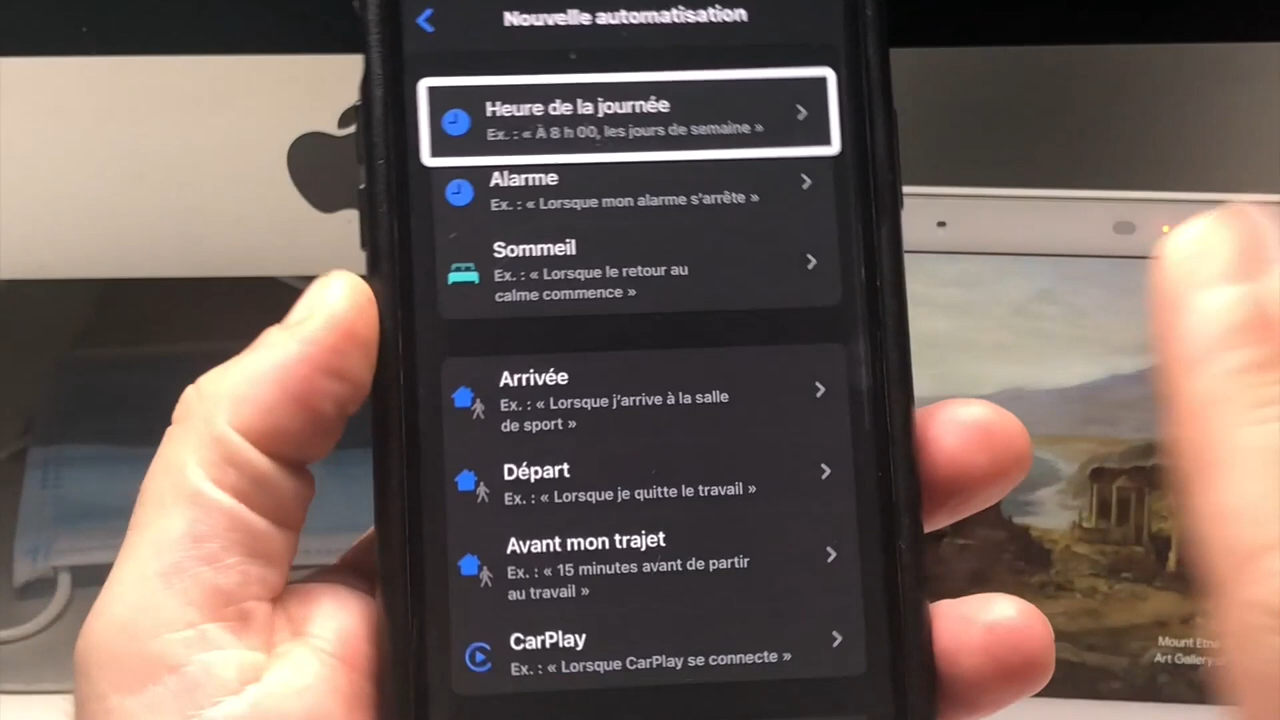 Nouvelle automatisation
Heure de la journée
Ex. : « À 8 h 00, les jours de semaine »
Alarme
Ex. : « Lorsque mon alarme s'arrête »
Sommeil
Ex. : « Lorsque le retour au
calme commence »
Arrivée
Ex. : « Lorsque j'arrive à la salle
de sport »
Départ
Ex. : « Lorsque je quitte le travail »
Avant mon trajet
Ex. : « 15 minutes avant de partir
au travail »
CarPlay
Ex. : « Lorsque CarPlay se connecte »
Mount Etna
Art Gallery